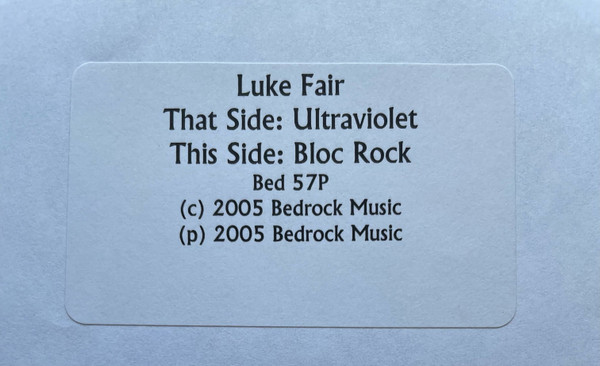 Luke Fair
That Side: Ultraviolet
This Side: Bloc Rock
Bed 57P
(c) 2005 Bedrock Music
(p) 2005 Bedrock Music